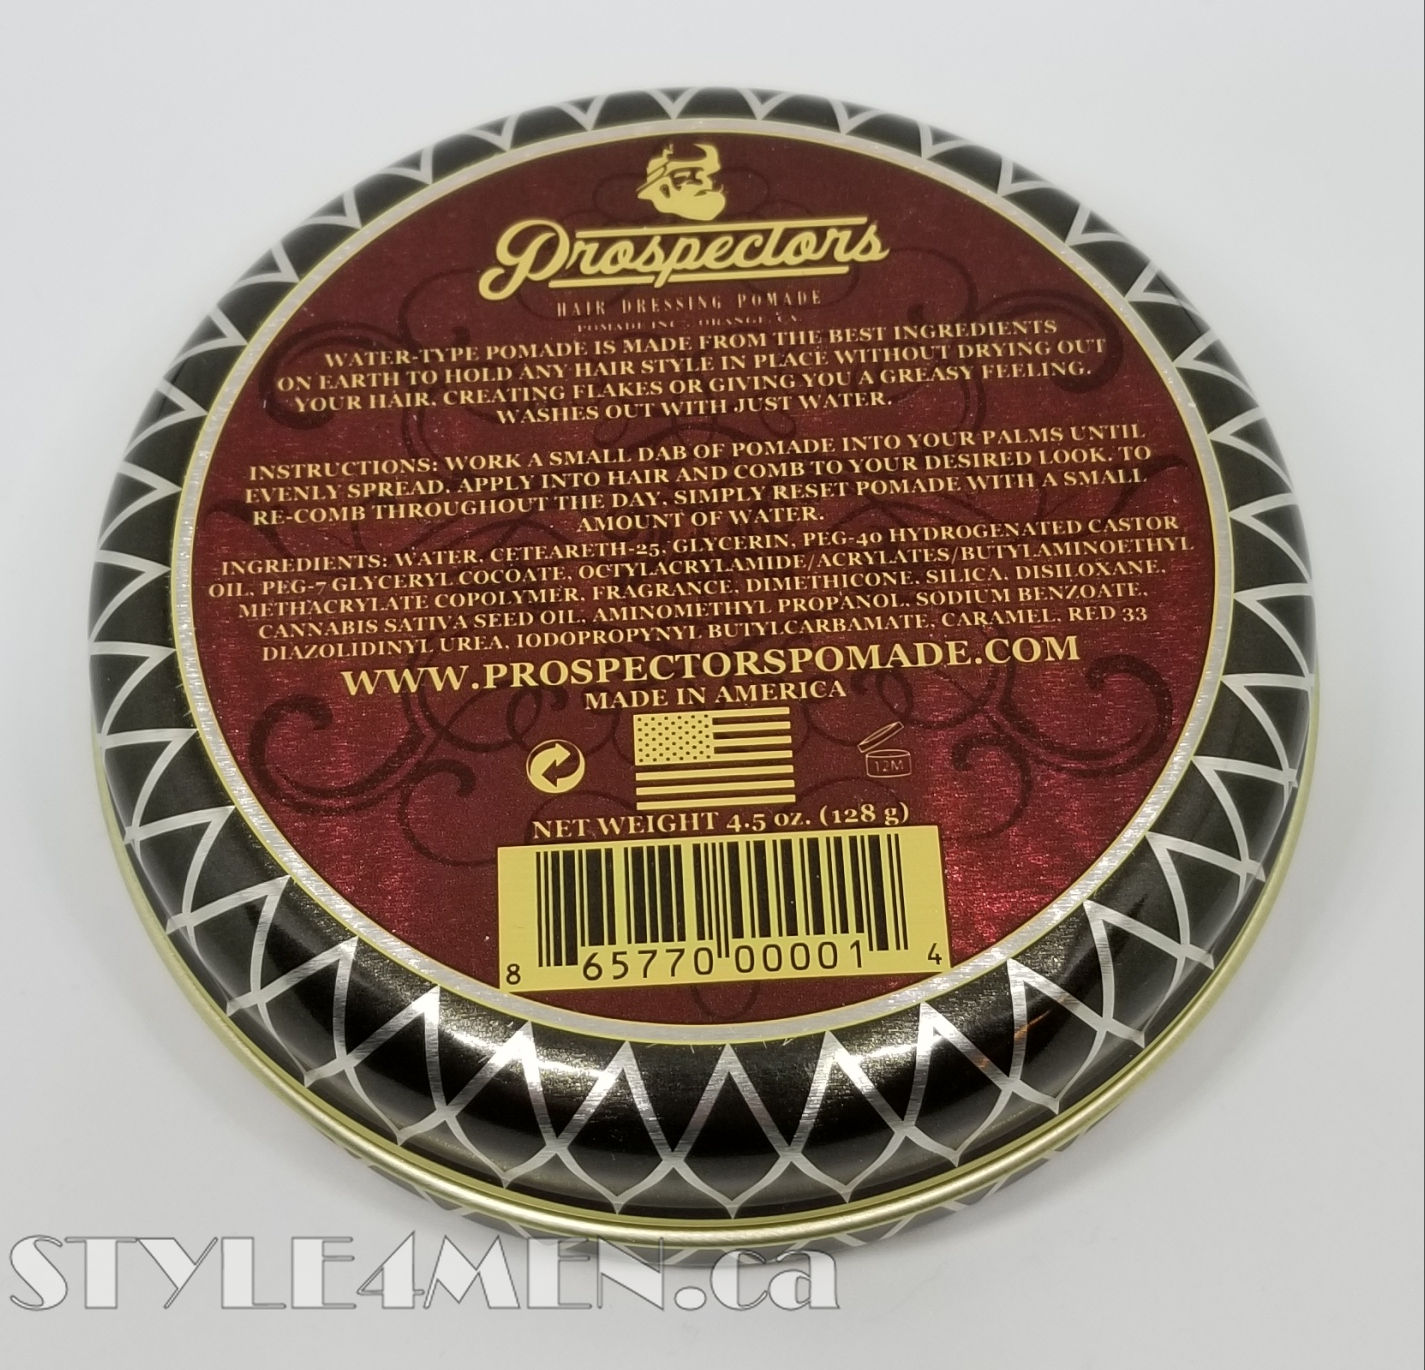 Prospectors
HAIR DRESSING POMADE
POMADE INC. ORANGE, CA.
WATER-TYPE POMADE IS MADE FROM THE BEST INGREDIENTS
ON EARTH TO HOLD ANY HAIR STYLE IN PLACE WITHOUT DRYING OUT
YOUR HAIR, CREATING FLAKES OR GIVING YOU A GREASY FEELING.
WASHES OUT WITH JUST WATER.
INSTRUCTIONS: WORK A SMALL DAB OF POMADE INTO YOUR PALMS UNTIL
EVENLY SPREAD. APPLY INTO HAIR AND COMB TO YOUR DESIRED LOOK. TO
RE-COMB THROUGHOUT THE DAY, SIMPLY RESET POMADE WITH A SMALL
AMOUNT OF WATER.
INGREDIENTS: WATER, CETEARETH-25, GLYCERIN, PEG-40 HYDROGENATED CASTOR
OIL, PEG-7 GLYCERYL COCOATE, OCTYLACRYLAMIDE/ACRYLATES/BUTYLAMINOETHYL
METHACRYLATE COPOLYMER, FRAGRANCE, DIMETHICONE, SILICA, DISILOXANE,
CANNABIS SATIVA SEED OIL, AMINOMETHYL PROPANOL, SODIUM BENZOATE,
DIAZOLIDINYL UREA, IODOPROPYNYL BUTYLCARBAMATE, CARAMEL, RED 33
WWW.PROSPECTORSPOMADE.COM
MADE IN AMERICA
12M
NET WEIGHT 4.5 oz. (128 g)
8 65770 00001 4
STYLE4MEN.ca